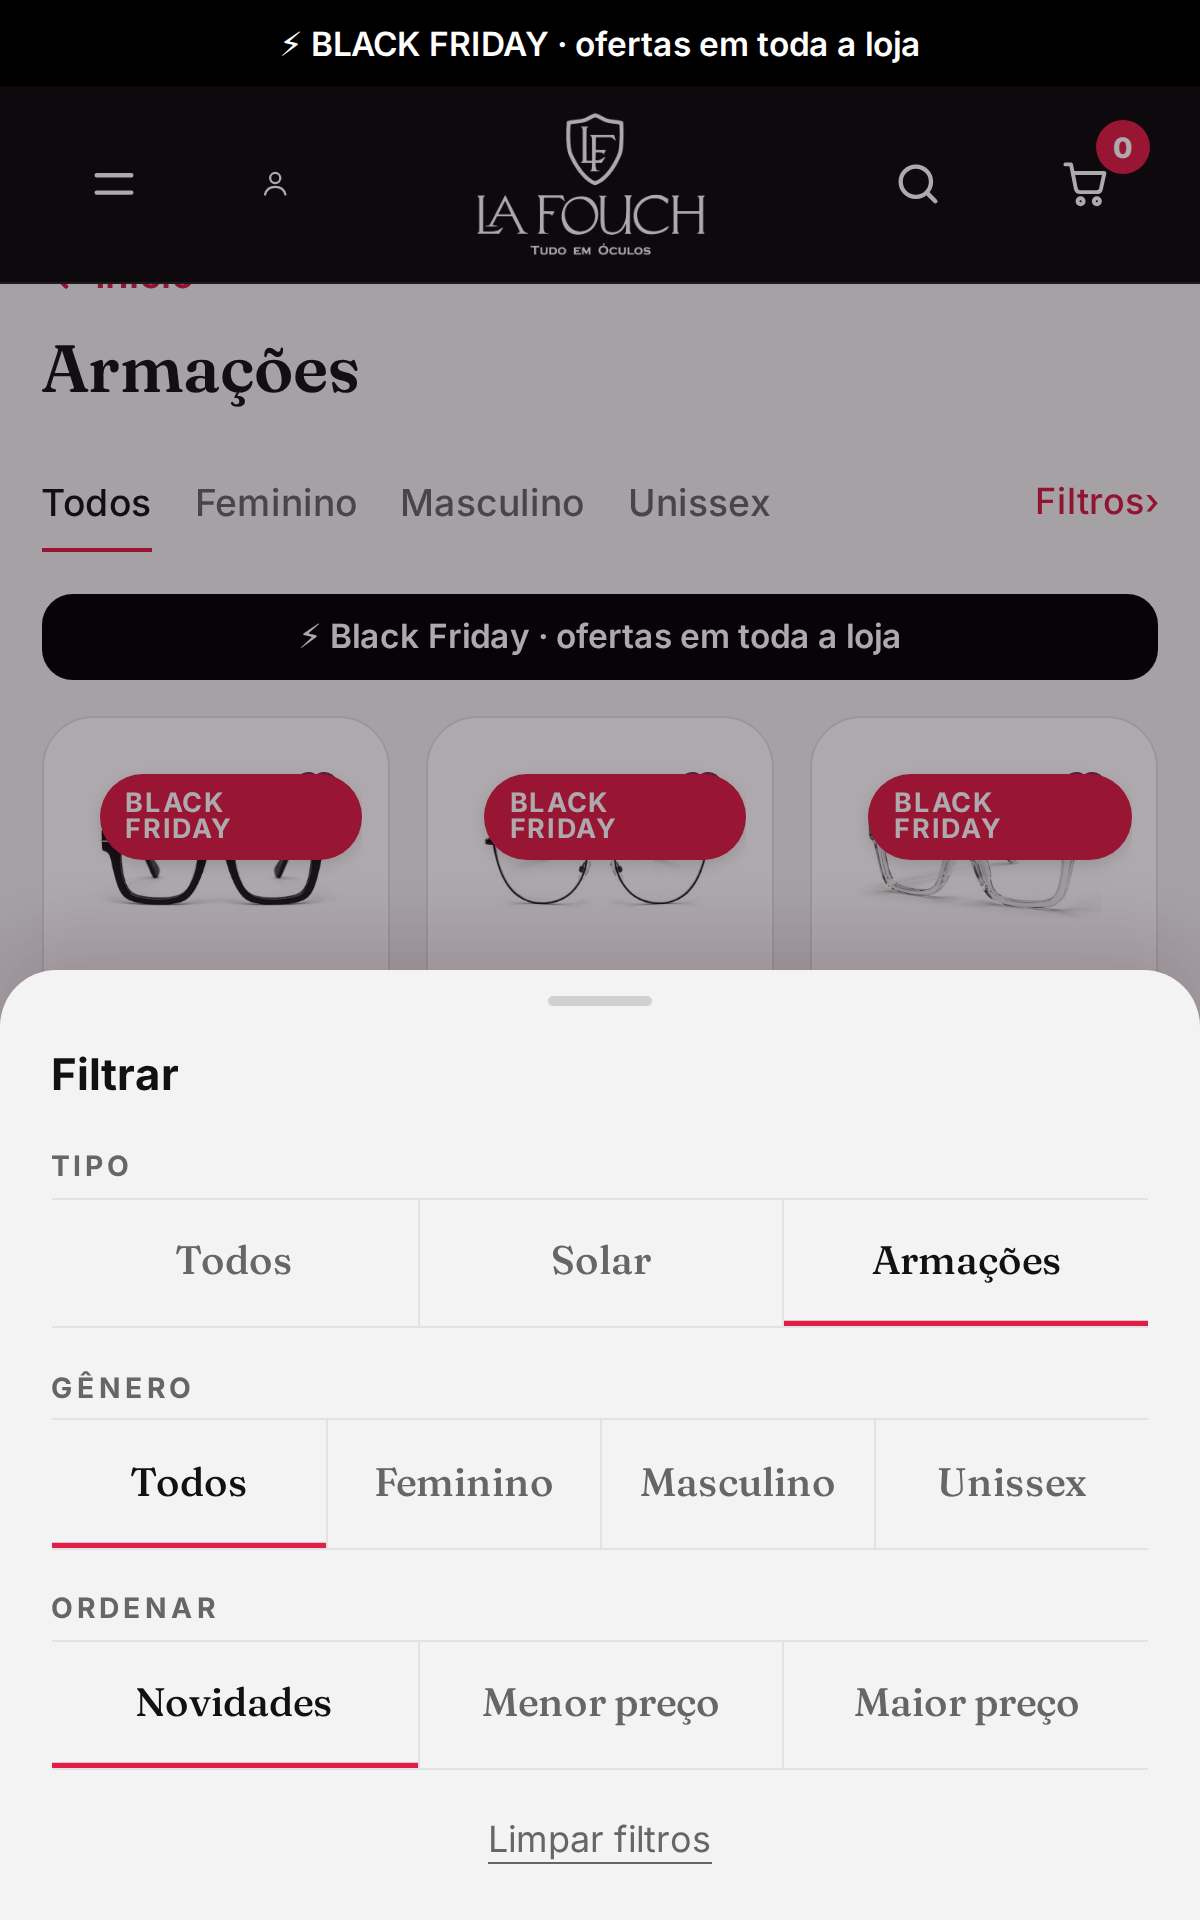 ⚡ BLACK FRIDAY · ofertas em toda a loja
0
LF
LA FOUCH
TUDO EM ÓCULOS
Início
Armações
Todos Feminino Masculino Unissex Filtros›
⚡ Black Friday · ofertas em toda a loja
BLACK FRIDAY
BLACK FRIDAY
BLACK FRIDAY
Filtrar
TIPO
Todos Solar Armações
GÊNERO
Todos Feminino Masculino Unissex
ORDENAR
Novidades Menor preço Maior preço
Limpar filtros